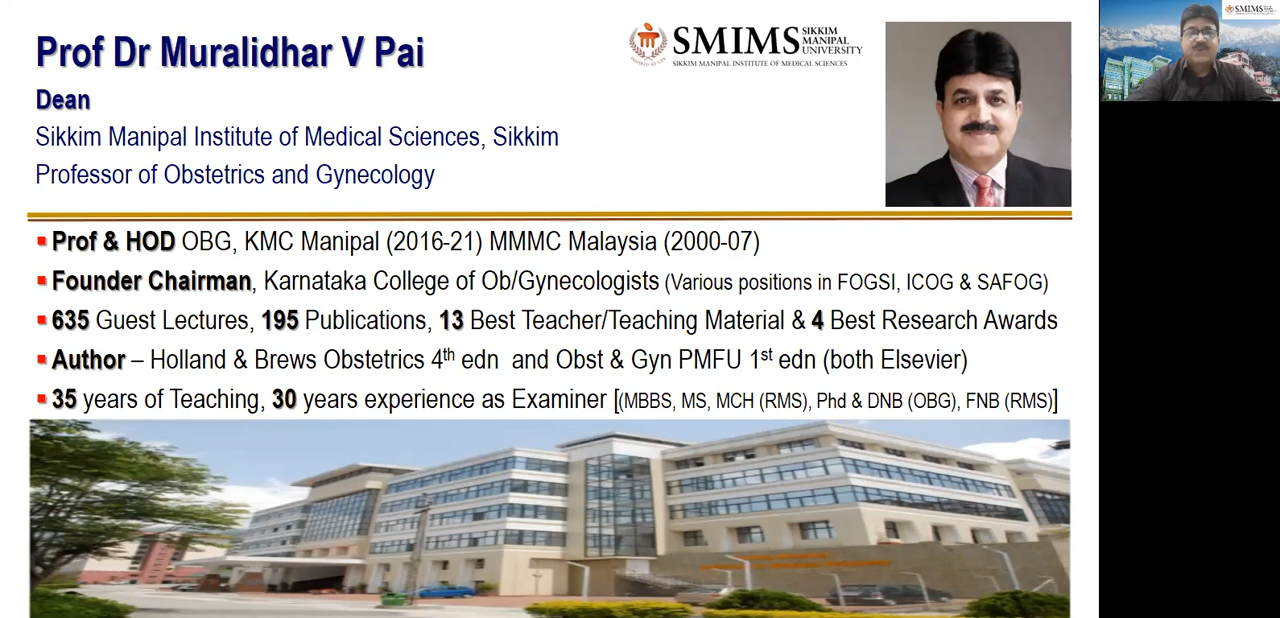 Prof Dr Muralidhar V Pai
Dean
Sikkim Manipal Institute of Medical Sciences, Sikkim
Professor of Obstetrics and Gynecology
SMIMS
SIKKIM
MANIPAL
UNIVERSITY
SIKKIM MANIPAL INSTITUTE OF MEDICAL SCIENCES
INSPIRED BY LIFE
SMIMS
▪ Prof & HOD OBG, KMC Manipal (2016-21) MMMC Malaysia (2000-07)
▪ Founder Chairman, Karnataka College of Ob/Gynecologists (Various positions in FOGSI, ICOG & SAFOG)
▪ 635 Guest Lectures, 195 Publications, 13 Best Teacher/Teaching Material & 4 Best Research Awards
▪ Author – Holland & Brews Obstetrics 4th edn and Obst & Gyn PMFU 1st edn (both Elsevier)
▪ 35 years of Teaching, 30 years experience as Examiner [(MBBS, MS, MCH (RMS), Phd & DNB (OBG), FNB (RMS)]